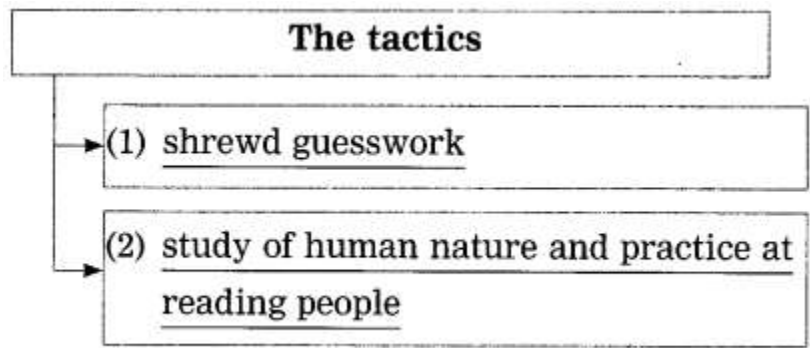 The tactics
(1) shrewd guesswork
(2) study of human nature and practice at
reading people